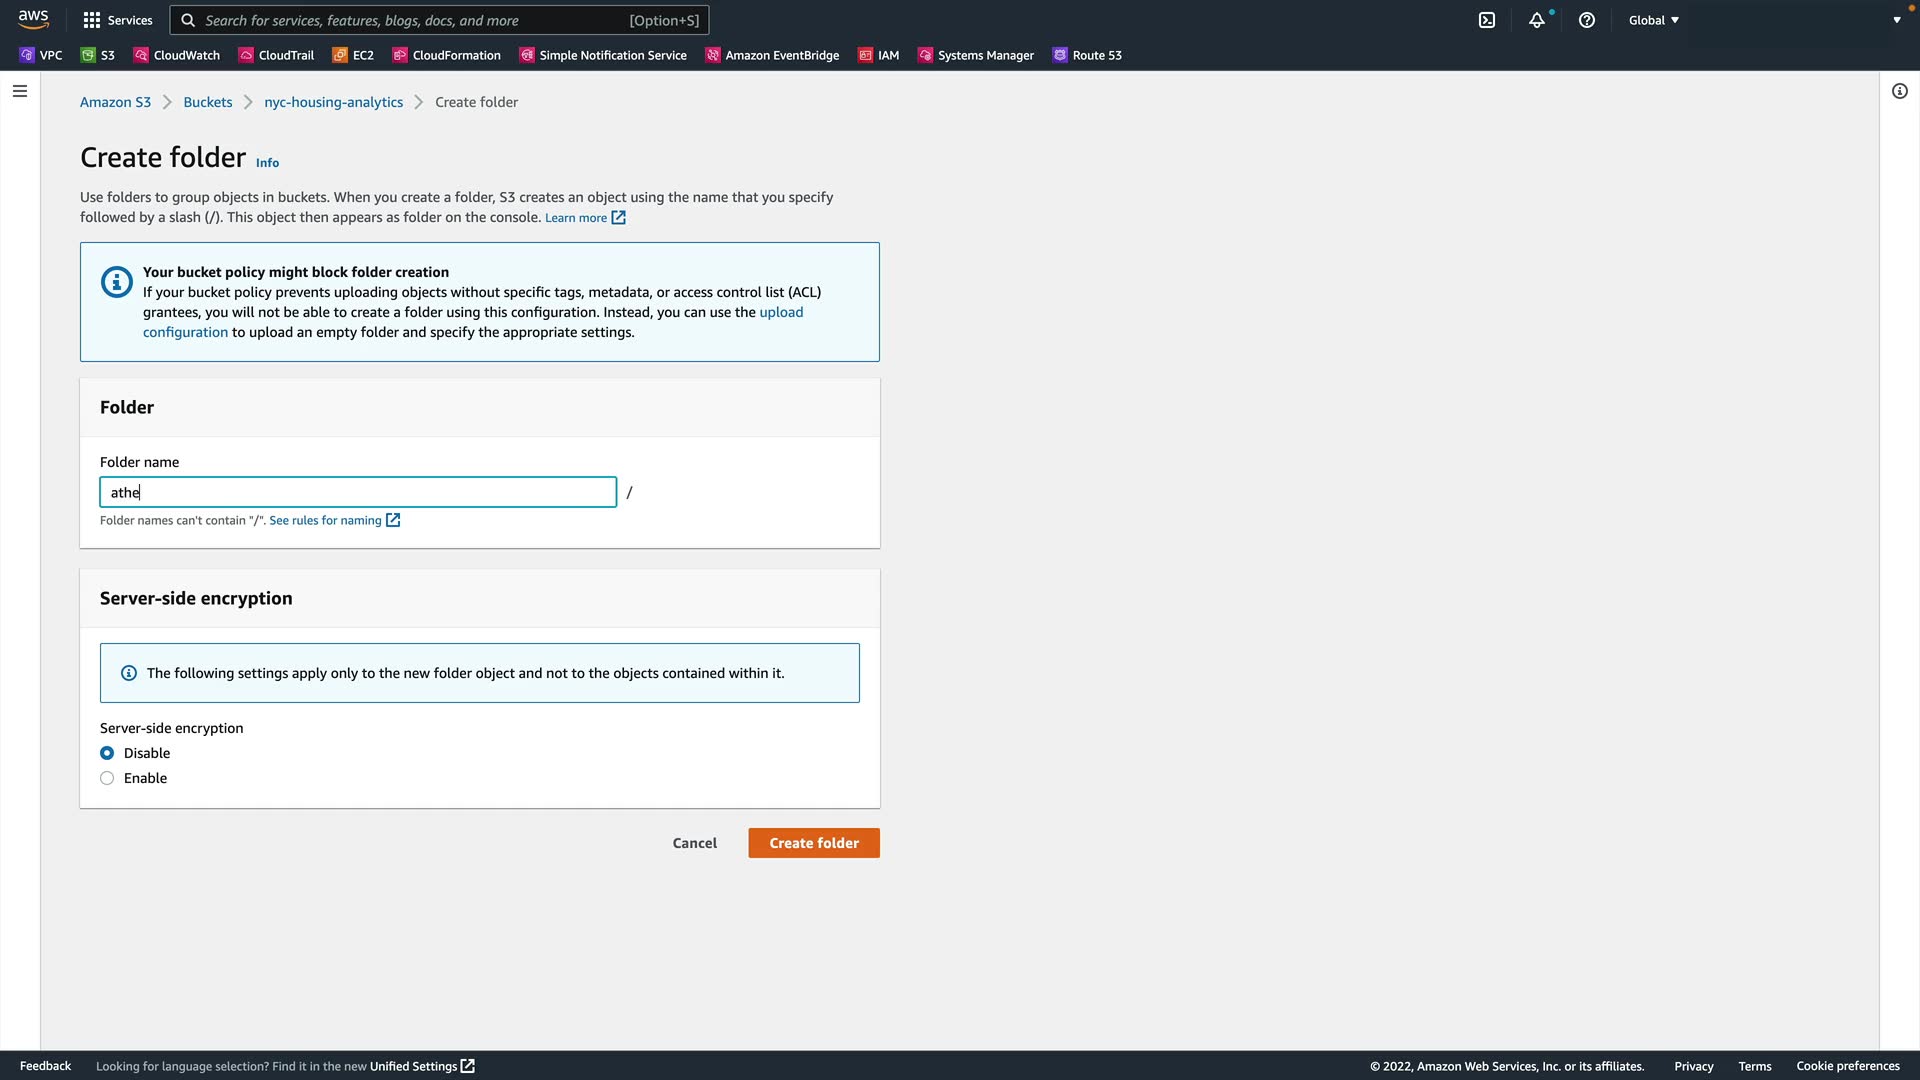 aws
Services
Search for services, features, blogs, docs, and more
[Option+S]
Global
VPC
S3
CloudWatch
CloudTrail
EC2
CloudFormation
Simple Notification Service
Amazon EventBridge
IAM
Systems Manager
Route 53
Amazon S3
Buckets
nyc-housing-analytics
Create folder
Create folder
Info
Use folders to group objects in buckets. When you create a folder, S3 creates an object using the name that you specify
followed by a slash (/). This object then appears as folder on the console. Learn more
Your bucket policy might block folder creation
If your bucket policy prevents uploading objects without specific tags, metadata, or access control list (ACL)
grantees, you will not be able to create a folder using this configuration. Instead, you can use the upload
configuration to upload an empty folder and specify the appropriate settings.
Folder
Folder name
athe
/
Folder names can't contain "/". See rules for naming
Server-side encryption
The following settings apply only to the new folder object and not to the objects contained within it.
Server-side encryption
Disable
Enable
Cancel
Create folder
Feedback
Looking for language selection? Find it in the new Unified Settings
© 2022, Amazon Web Services, Inc. or its affiliates.
Privacy
Terms
Cookie preferences